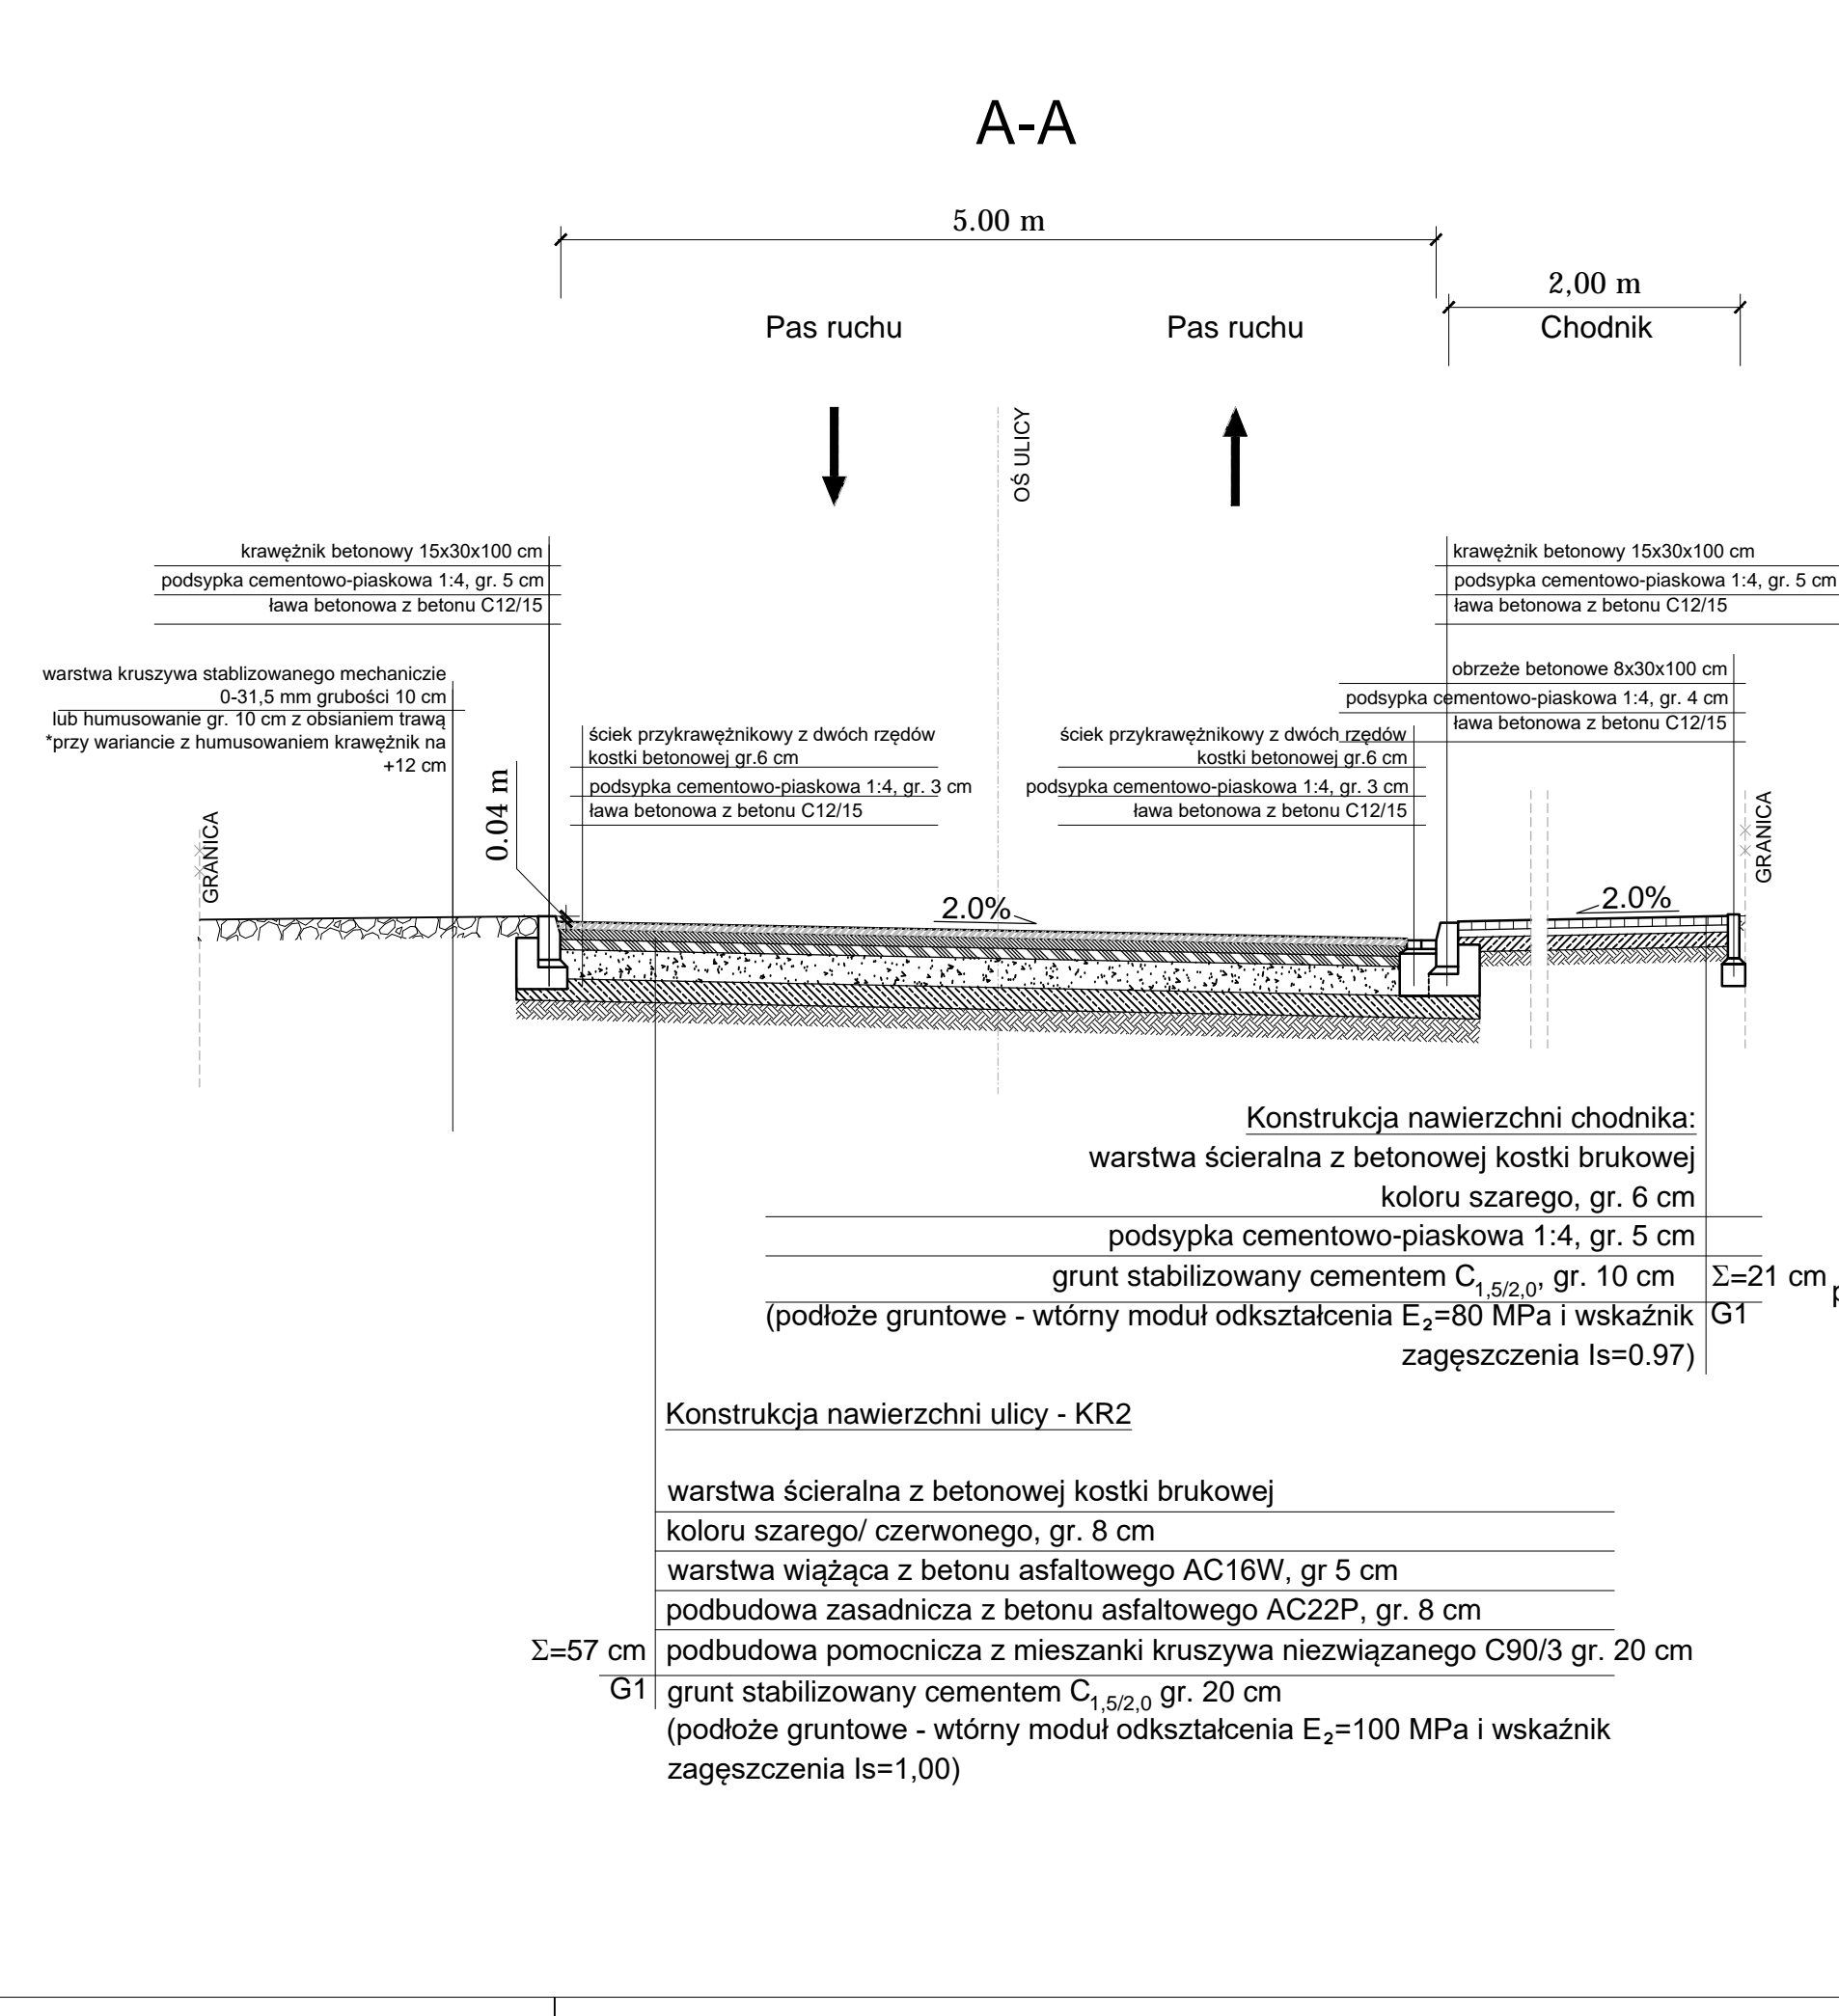 A-A
5.00 m
2,00 m
Pas ruchu
Pas ruchu
Chodnik
OŚ ULICY
krawężnik betonowy 15x30x100 cm
podsypka cementowo-piaskowa 1:4, gr. 5 cm
ława betonowa z betonu C12/15
krawężnik betonowy 15x30x100 cm
podsypka cementowo-piaskowa 1:4, gr. 5 cm
ława betonowa z betonu C12/15
warstwa kruszywa stablizowanego mechaniczie
0-31,5 mm grubości 10 cm
lub humusowanie gr. 10 cm z obsianiem trawą
*przy wariancie z humusowaniem krawężnik na
+12 cm
obrzeże betonowe 8x30x100 cm
podsypka cementowo-piaskowa 1:4, gr. 4 cm
ława betonowa z betonu C12/15
ściek przykrawężnikowy z dwóch rzędów
kostki betonowej gr.6 cm
podsypka cementowo-piaskowa 1:4, gr. 3 cm
ława betonowa z betonu C12/15
ściek przykrawężnikowy z dwóch rzędów
kostki betonowej gr.6 cm
podsypka cementowo-piaskowa 1:4, gr. 3 cm
ława betonowa z betonu C12/15
0.04 m
GRANICA
GRANICA
2.0%
2.0%
Konstrukcja nawierzchni chodnika:
warstwa ścieralna z betonowej kostki brukowej
koloru szarego, gr. 6 cm
podsypka cementowo-piaskowa 1:4, gr. 5 cm
grunt stabilizowany cementem C1,5/2,0, gr. 10 cm Σ=21 cm
(podłoże gruntowe - wtórny moduł odkształcenia E₂=80 MPa i wskaźnik G1
zagęszczenia Is=0.97)
Konstrukcja nawierzchni ulicy - KR2
warstwa ścieralna z betonowej kostki brukowej
koloru szarego/ czerwonego, gr. 8 cm
warstwa wiążąca z betonu asfaltowego AC16W, gr 5 cm
podbudowa zasadnicza z betonu asfaltowego AC22P, gr. 8 cm
Σ=57 cm podbudowa pomocnicza z mieszanki kruszywa niezwiązanego C90/3 gr. 20 cm
G1 grunt stabilizowany cementem C1,5/2,0 gr. 20 cm
(podłoże gruntowe - wtórny moduł odkształcenia E₂=100 MPa i wskaźnik
zagęszczenia Is=1,00)